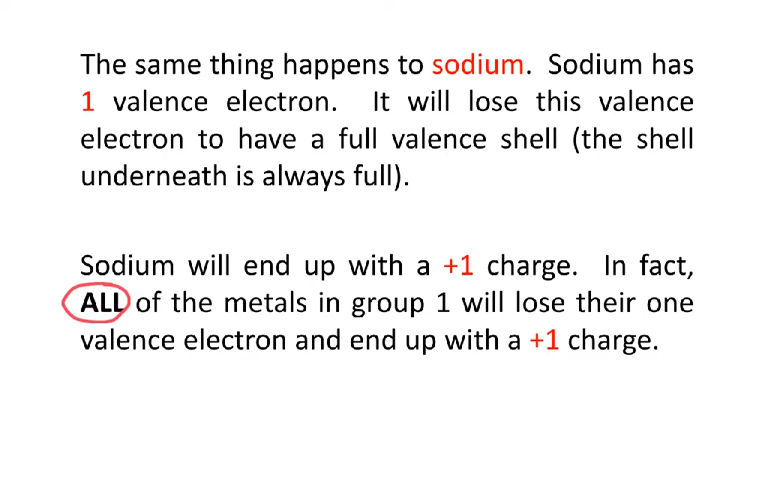 The same thing happens to sodium. Sodium has
1 valence electron. It will lose this valence
electron to have a full valence shell (the shell
underneath is always full).
Sodium will end up with a +1 charge. In fact,
ALL of the metals in group 1 will lose their one
valence electron and end up with a +1 charge.